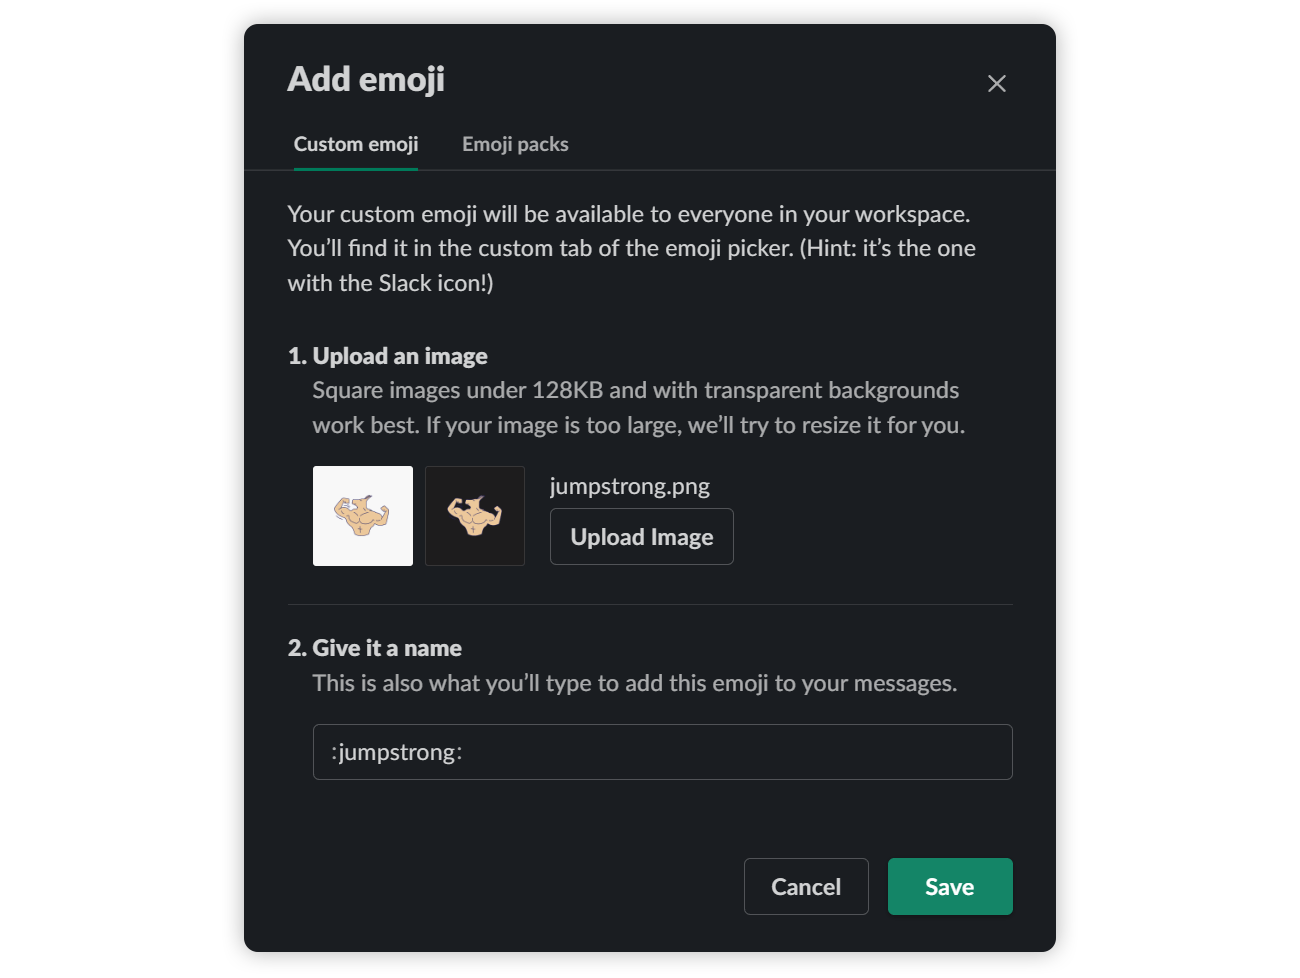 Add emoji
Custom emoji
Emoji packs
Your custom emoji will be available to everyone in your workspace.
You’ll find it in the custom tab of the emoji picker. (Hint: it’s the one
with the Slack icon!)
1. Upload an image
Square images under 128KB and with transparent backgrounds
work best. If your image is too large, we’ll try to resize it for you.
jumpstrong.png
Upload Image
2. Give it a name
This is also what you’ll type to add this emoji to your messages.
:jumpstrong:
Cancel
Save